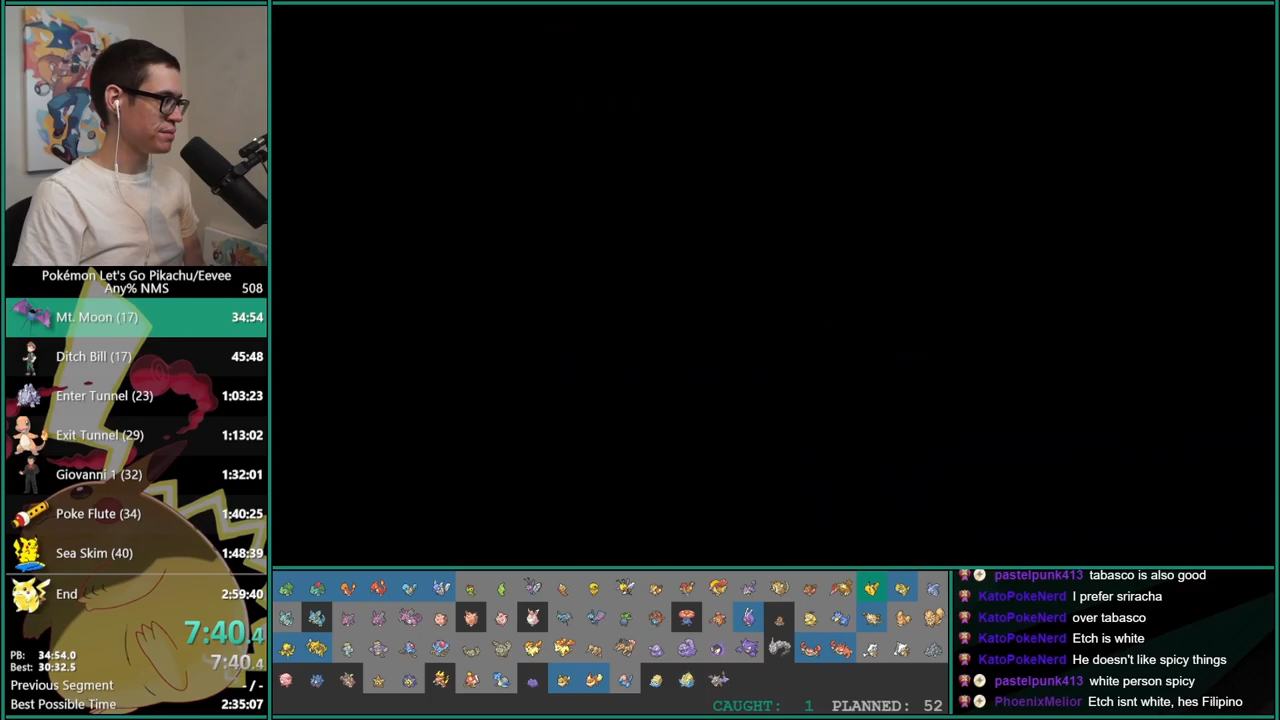 Pokémon Let's Go Pikachu/Eevee
Any% NMS 508
Mt. Moon (17) 34:54
Ditch Bill (17) 45:48
Enter Tunnel (23) 1:03:23
Exit Tunnel (29) 1:13:02
Giovanni 1 (32) 1:32:01
Poke Flute (34) 1:40:25
Sea Skim (40) 1:48:39
End 2:59:40
7:40.4
PB: 34:54.0
Best: 30:32.5
7:40.4
Previous Segment - / -
Best Possible Time 2:35:07
CAUGHT: 1 PLANNED: 52
pastelpunk413 tabasco is also good
KatoPokeNerd I prefer sriracha
KatoPokeNerd over tabasco
KatoPokeNerd Etch is white
KatoPokeNerd He doesn't like spicy things
pastelpunk413 white person spicy
PhoenixMelior Etch isnt white, hes Filipino